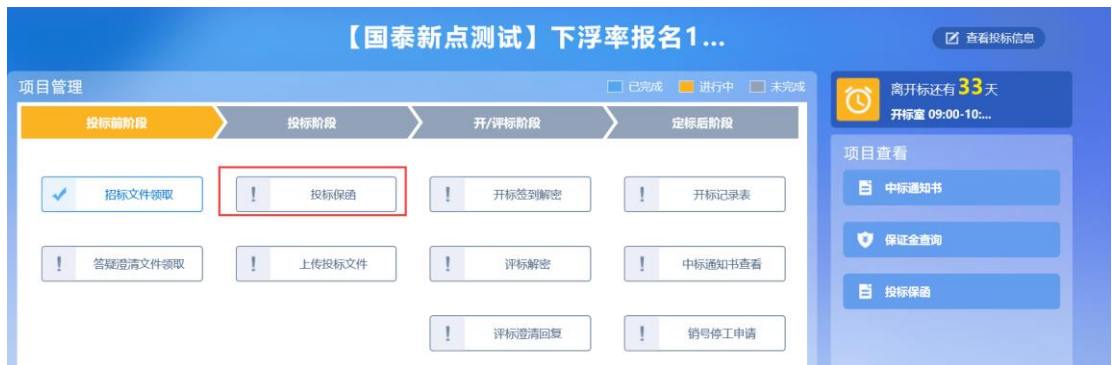 【国泰新点测试】下浮率报名1...
查看投标信息
项目管理
已完成 进行中 未完成
投标前阶段 投标阶段 开/评标阶段 定标后阶段
招标文件领取 投标保函 开标签到解密 开标记录表
答疑澄清文件领取 上传投标文件 评标解密 中标通知书查看
评标澄清回复 销号停工申请
离开标还有33天
开标室 09:00-10:...
项目查看
中标通知书
保证金查询
投标保函